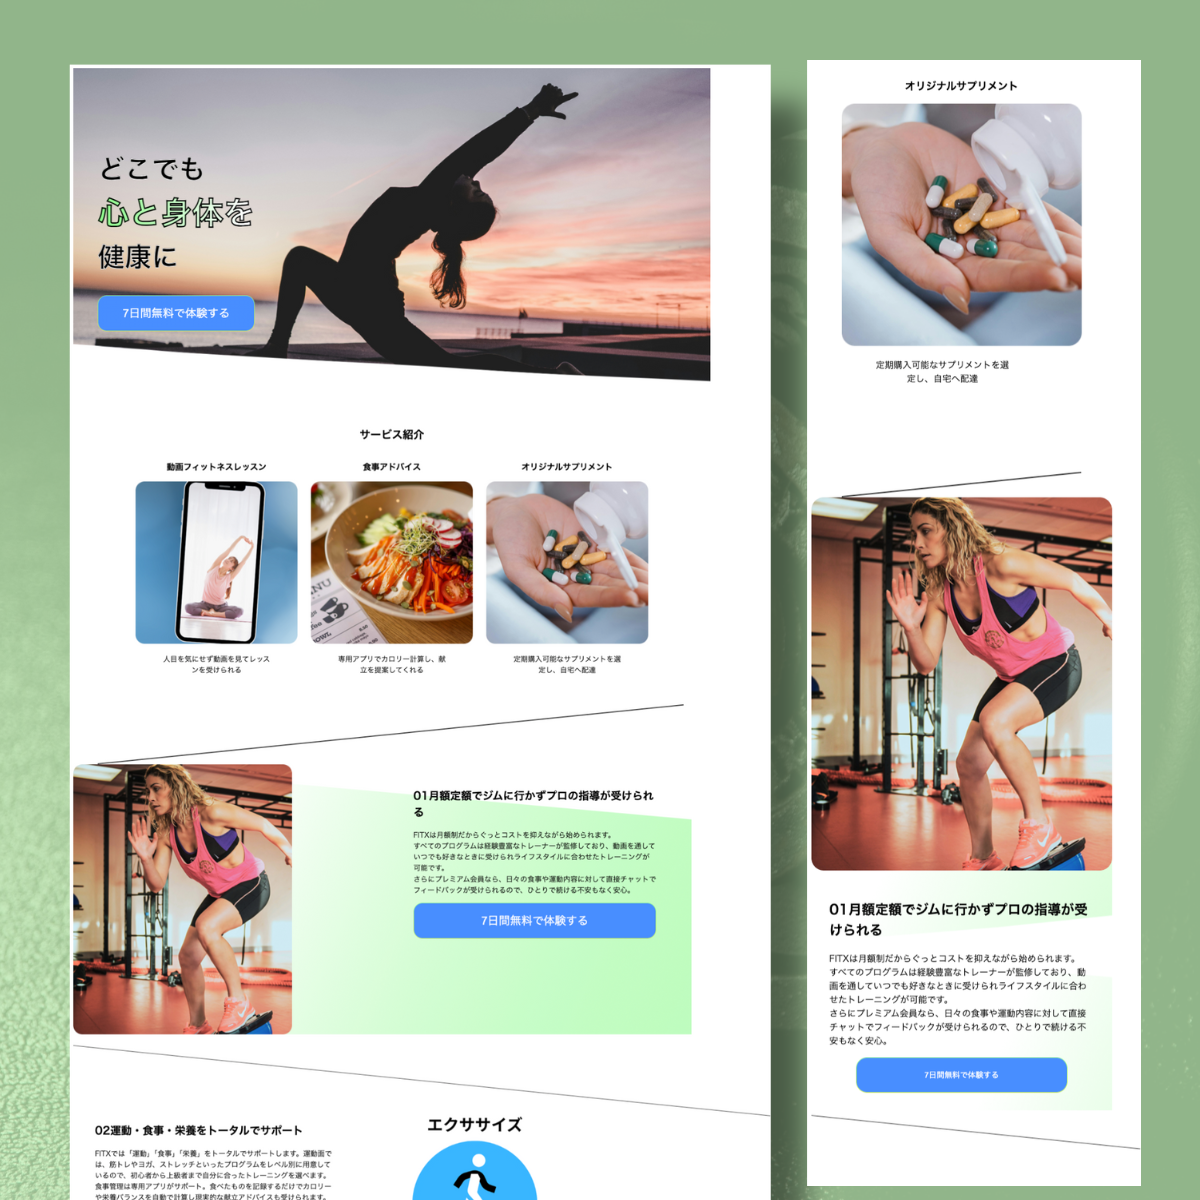 どこでも
心と身体を
健康に
7日間無料で体験する
サービス紹介
動画フィットネスレッスン
食事アドバイス
オリジナルサプリメント
人目を気にせず動画を見てレッス
ンを受けられる
専用アプリでカロリー計算し、献
立を提案してくれる
定期購入可能なサプリメントを選
定し、自宅へ配達
01月額定額でジムに行かずプロの指導が受けられ
る
FITXは月額制だからぐっとコストを抑えながら始められます。
すべてのプログラムは経験豊富なトレーナーが監修しており、動画を通して
いつでも好きなときに受けられライフスタイルに合わせたトレーニングが
可能です。
さらにプレミアム会員なら、日々の食事や運動内容に対して直接チャットで
フィードバックが受けられるので、ひとりで続ける不安もなく安心。
7日間無料で体験する
02運動・食事・栄養をトータルでサポート
FITXでは「運動」「食事」「栄養」をトータルでサポートします。運動面で
は、筋トレやヨガ、ストレッチといったプログラムをレベル別に用意して
いるので、初心者から上級者まで自分に合ったトレーニングを選べます。
食事管理は専用アプリがサポート。食べたものを記録するだけでカロリー
や栄養バランスを自動で計算し現実的な献立アドバイスも受けられます。
エクササイズ
オリジナルサプリメント
定期購入可能なサプリメントを選
定し、自宅へ配達
01月額定額でジムに行かずプロの指導が受
けられる
FITXは月額制だからぐっとコストを抑えながら始められます。
すべてのプログラムは経験豊富なトレーナーが監修しており、動
画を通していつでも好きなときに受けられライフスタイルに合わ
せたトレーニングが可能です。
さらにプレミアム会員なら、日々の食事や運動内容に対して直接
チャットでフィードバックが受けられるので、ひとりで続ける不
安もなく安心。
7日間無料で体験する